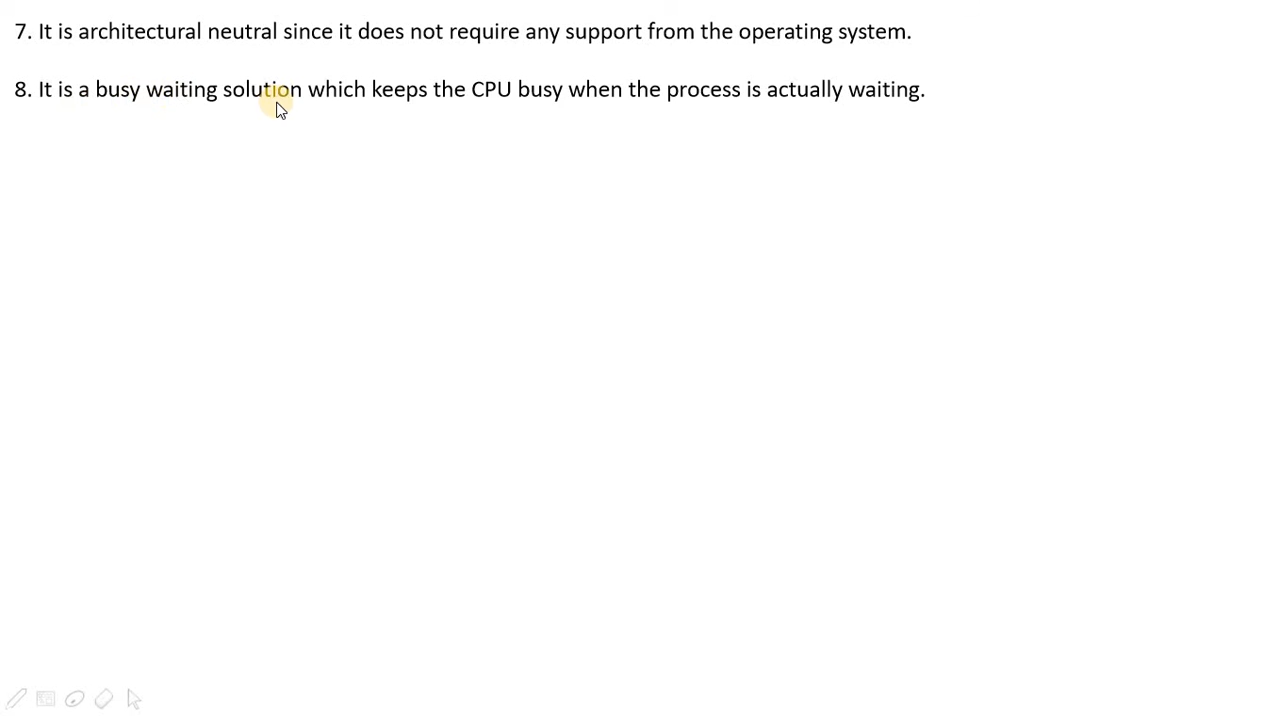 7. It is architectural neutral since it does not require any support from the operating system.
8. It is a busy waiting solution which keeps the CPU busy when the process is actually waiting.